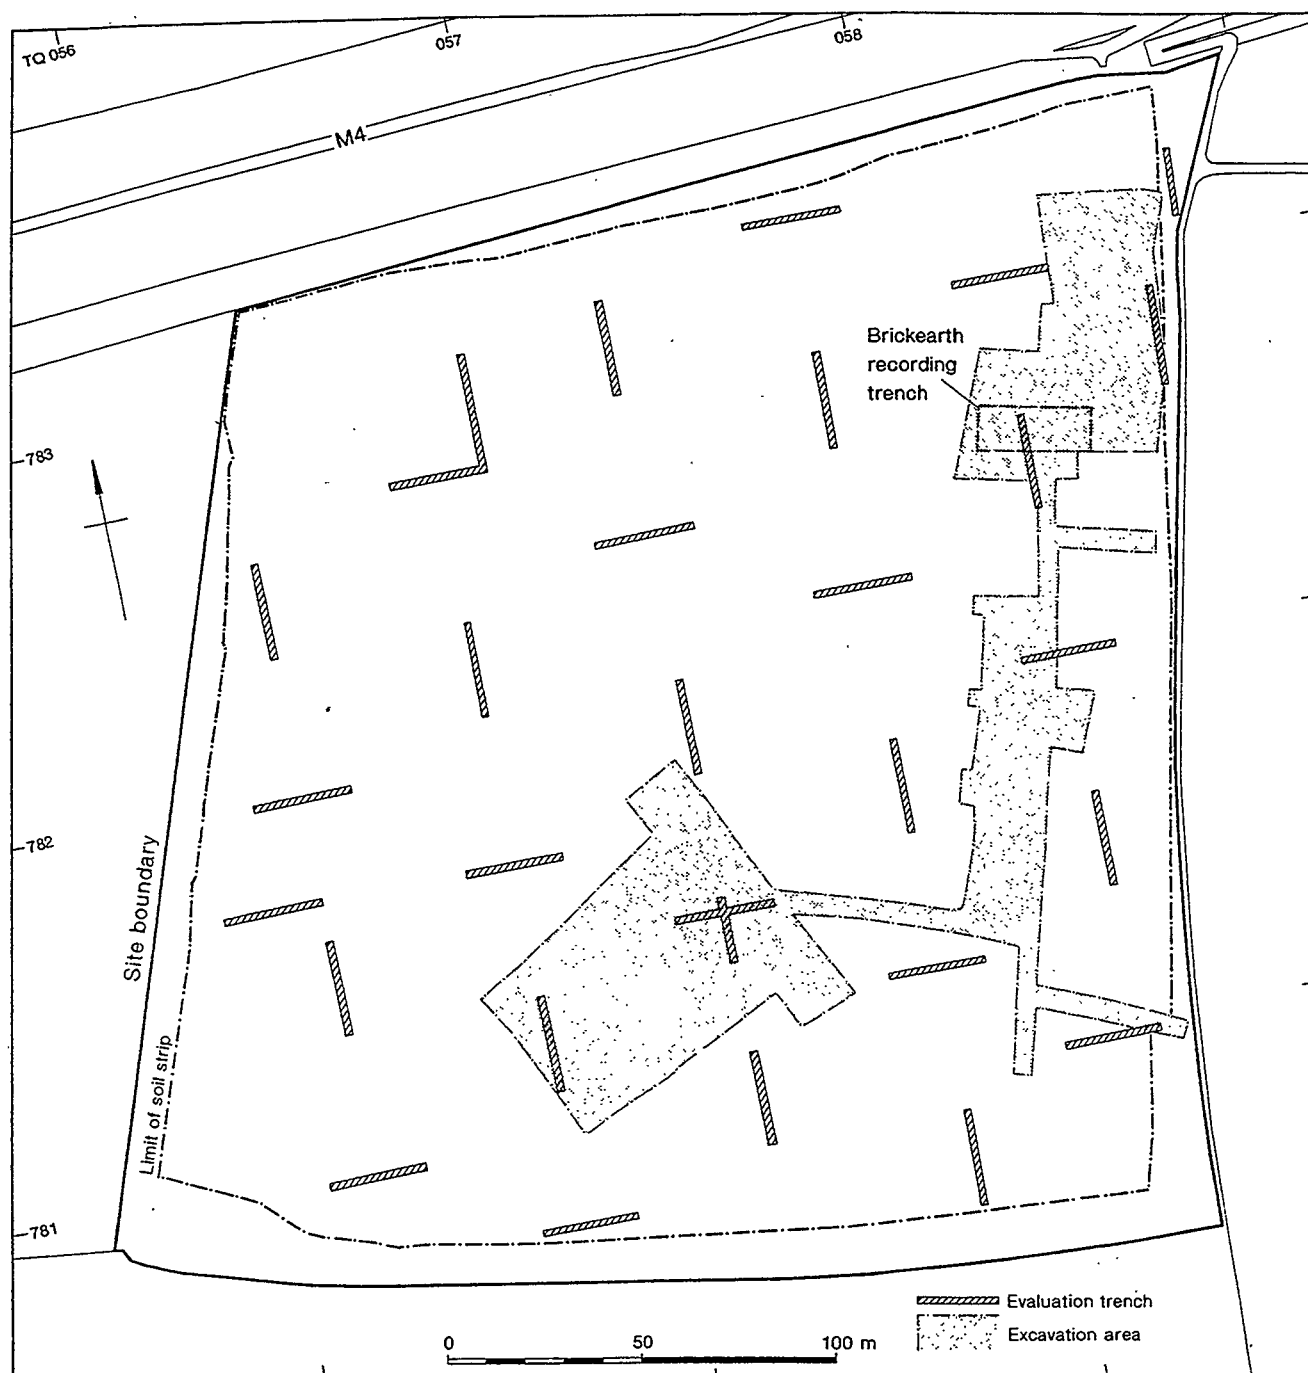 TQ 056
057
058
M4
Brickearth
recording
trench
783
782
Site boundary
Limit of soil strip
781
Evaluation trench
Excavation area
0 50 100 m